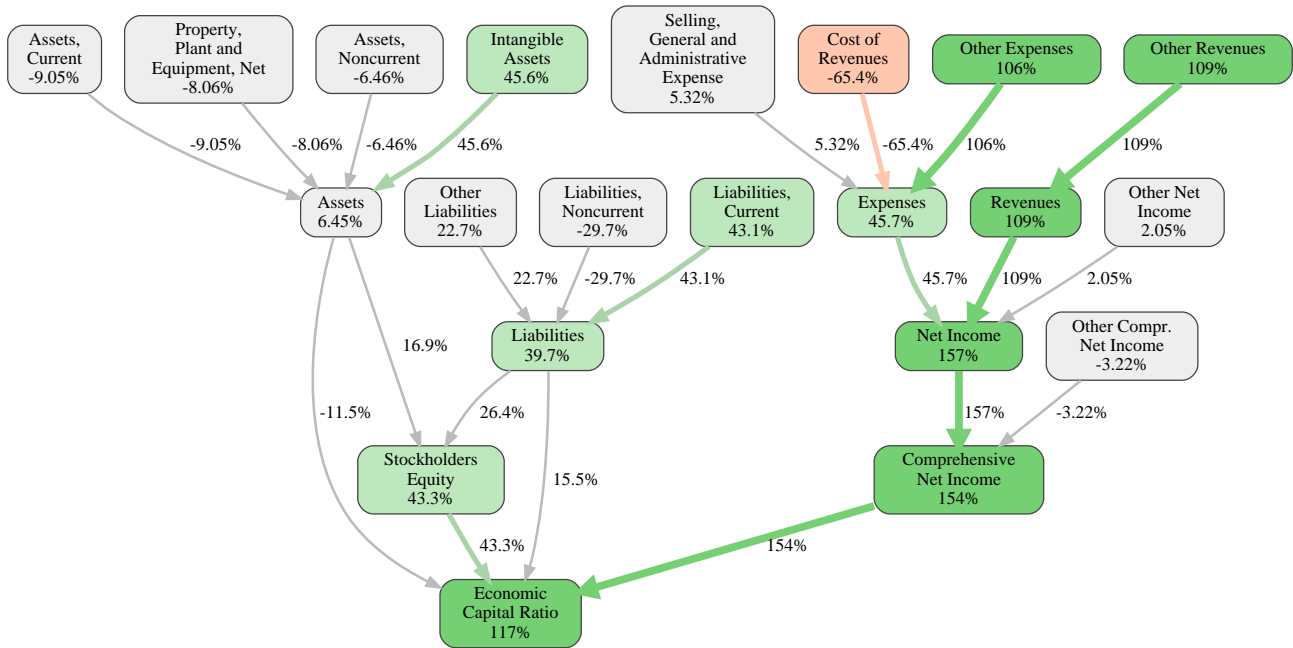 Assets,
Current
-9.05%
Property,
Plant and
Equipment, Net
-8.06%
Assets,
Noncurrent
-6.46%
Intangible
Assets
45.6%
Selling,
General and
Administrative
Expense
5.32%
Cost of
Revenues
-65.4%
Other Expenses
106%
Other Revenues
109%
-9.05%
-8.06%
-6.46%
45.6%
5.32%
-65.4%
106%
109%
Assets
6.45%
Other
Liabilities
22.7%
Liabilities,
Noncurrent
-29.7%
Liabilities,
Current
43.1%
Expenses
45.7%
Revenues
109%
Other Net
Income
2.05%
22.7%
-29.7%
43.1%
45.7%
109%
2.05%
16.9%
Liabilities
39.7%
Net Income
157%
Other Compr.
Net Income
-3.22%
-11.5%
26.4%
157%
-3.22%
Stockholders
Equity
43.3%
15.5%
Comprehensive
Net Income
154%
43.3%
154%
Economic
Capital Ratio
117%